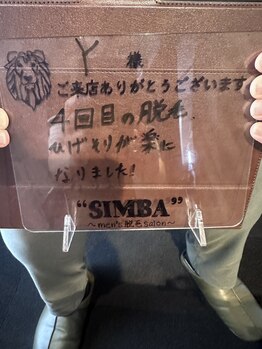 Y 様
ご来店ありがとうございます
4回目の脱毛.
ひげそりが楽に
なりました!
"SIMBA"
～men's脱毛salon～